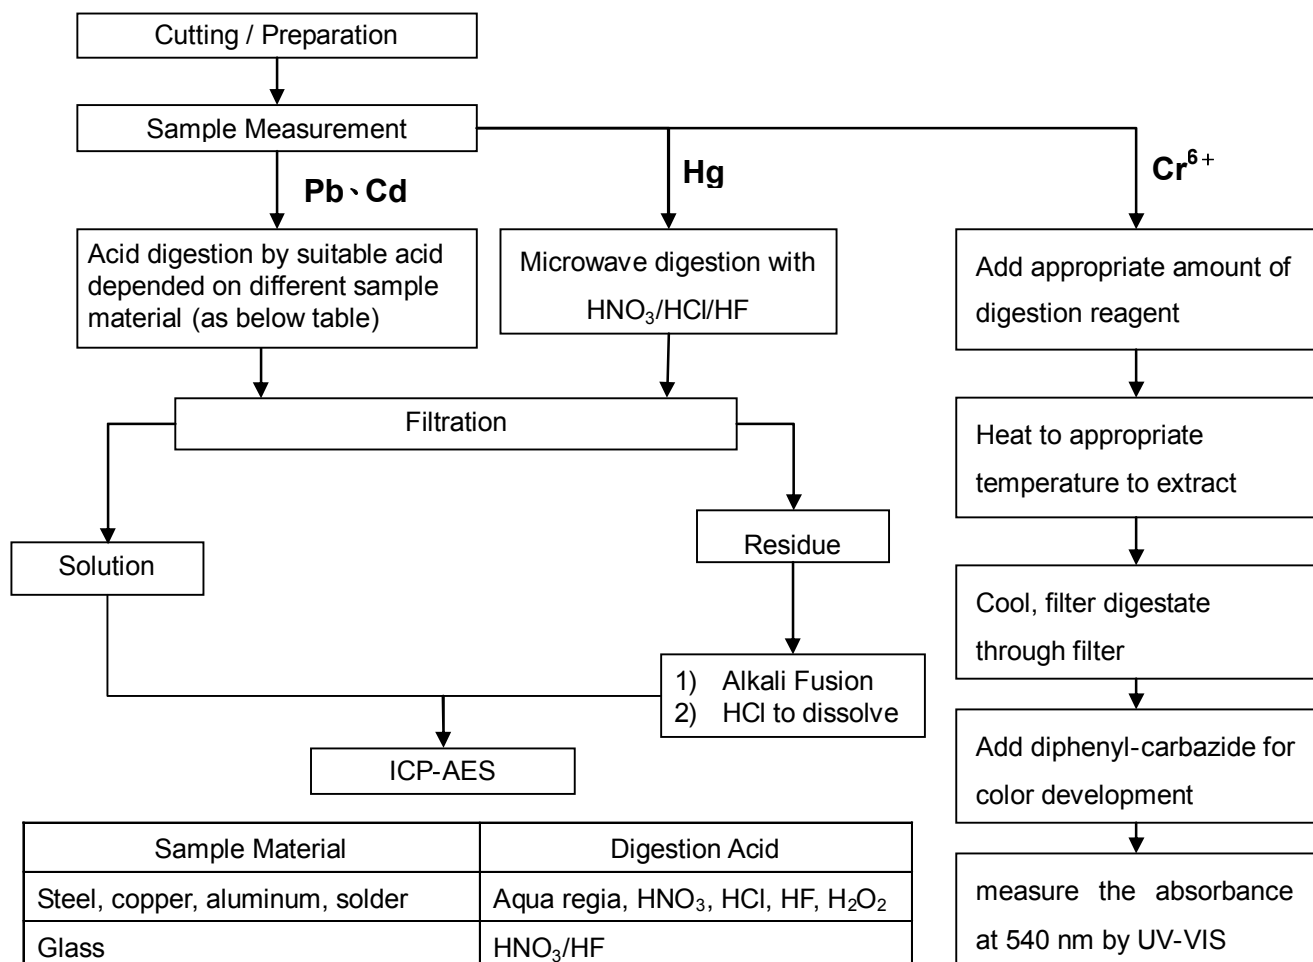 Cutting / Preparation
Sample Measurement
Pb、Cd
Hg
Cr⁶⁺
Acid digestion by suitable acid
depended on different sample
material (as below table)
Microwave digestion with
HNO₃/HCl/HF
Add appropriate amount of
digestion reagent
Filtration
Heat to appropriate
temperature to extract
Solution
Residue
Cool, filter digestate
through filter
1) Alkali Fusion
2) HCl to dissolve
ICP-AES
Add diphenyl-carbazide for
color development
measure the absorbance
at 540 nm by UV-VIS
Sample Material Digestion Acid
Steel, copper, aluminum, solder Aqua regia, HNO₃, HCl, HF, H₂O₂
Glass HNO₃/HF